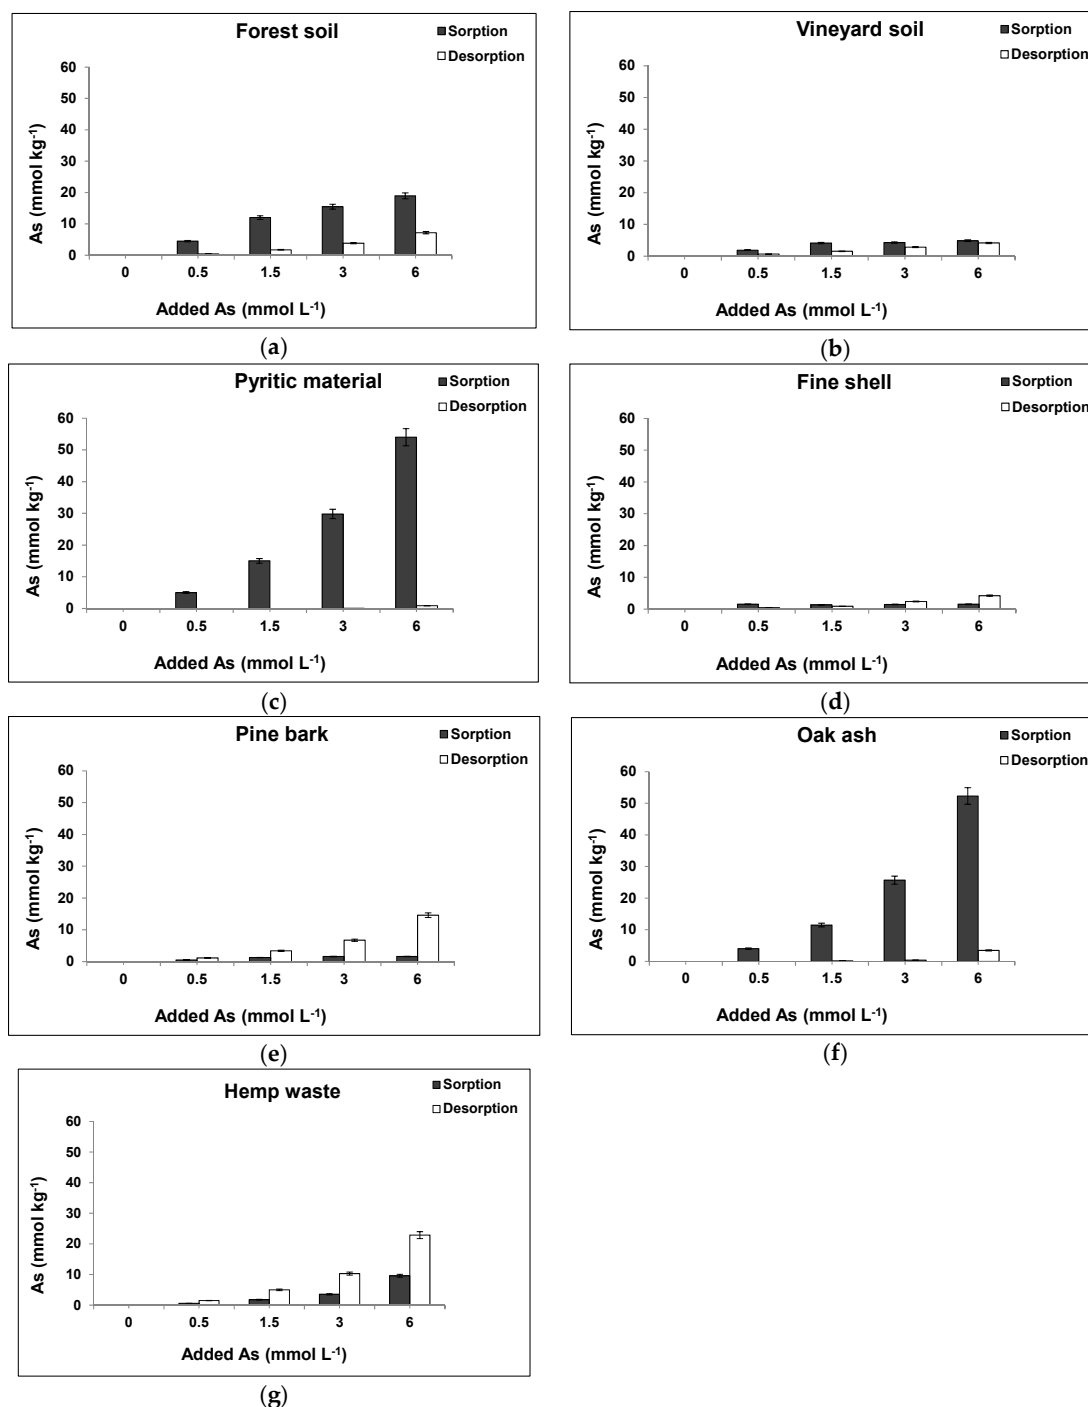 Forest soil
Sorption
Desorption
60
50
40
30
20
10
0
0 0.5 1.5 3 6
As (mmol kg-1)
Added As (mmol L-1)
(a)
Vineyard soil
Sorption
Desorption
60
50
40
30
20
10
0
0 0.5 1.5 3 6
As (mmol kg-1)
Added As (mmol L-1)
(b)
Pyritic material
Sorption
Desorption
60
50
40
30
20
10
0
0 0.5 1.5 3 6
As (mmol kg-1)
Added As (mmol L-1)
(c)
Fine shell
Sorption
Desorption
60
50
40
30
20
10
0
0 0.5 1.5 3 6
As (mmol kg-1)
Added As (mmol L-1)
(d)
Pine bark
Sorption
Desorption
60
50
40
30
20
10
0
0 0.5 1.5 3 6
As (mmol kg-1)
Added As (mmol L-1)
(e)
Oak ash
Sorption
Desorption
60
50
40
30
20
10
0
0 0.5 1.5 3 6
As (mmol kg-1)
Added As (mmol L-1)
(f)
Hemp waste
Sorption
Desorption
60
50
40
30
20
10
0
0 0.5 1.5 3 6
As (mmol kg-1)
Added As (mmol L-1)
(g)